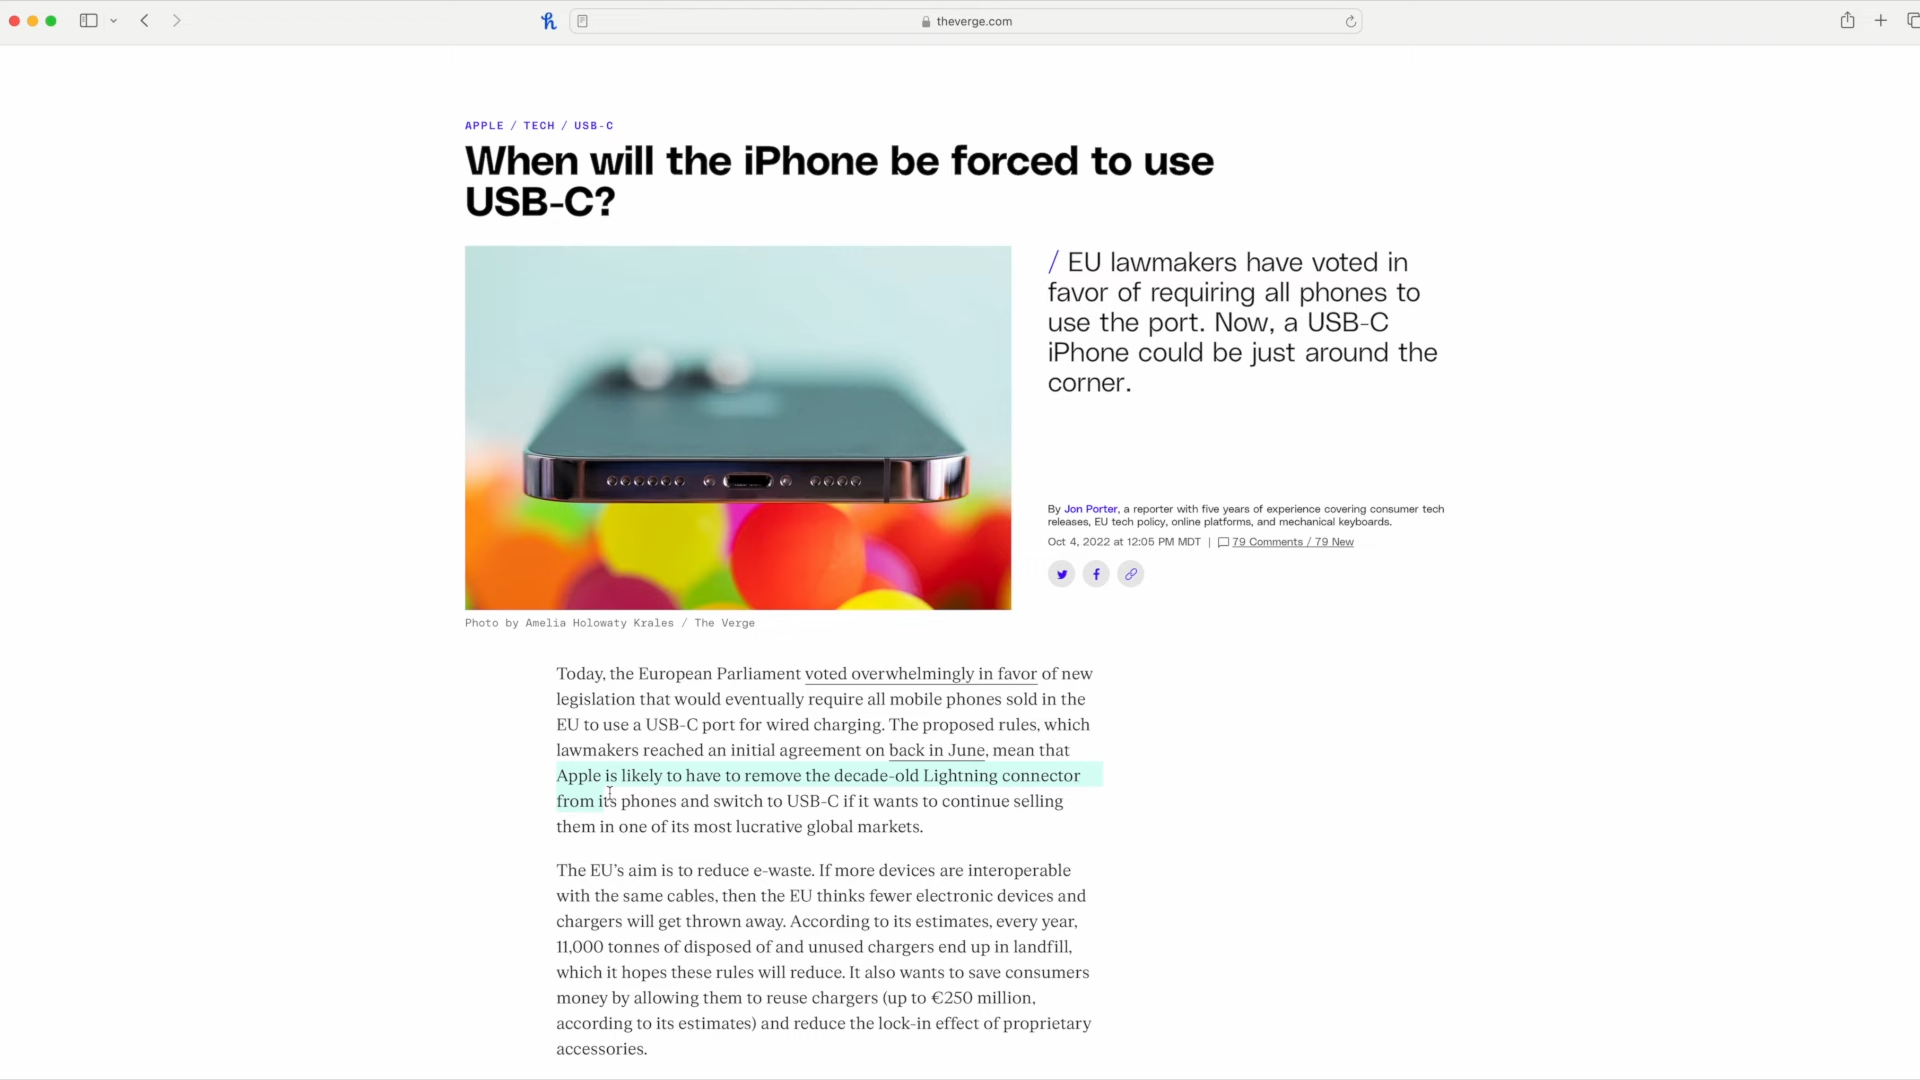 theverge.com
APPLE / TECH / USB-C
When will the iPhone be forced to use
USB-C?
/ EU lawmakers have voted in
favor of requiring all phones to
use the port. Now, a USB-C
iPhone could be just around the
corner.
By Jon Porter, a reporter with five years of experience covering consumer tech
releases, EU tech policy, online platforms, and mechanical keyboards.
Oct 4, 2022 at 12:05 PM MDT | 79 Comments / 79 New
Photo by Amelia Holowaty Krales / The Verge
Today, the European Parliament voted overwhelmingly in favor of new
legislation that would eventually require all mobile phones sold in the
EU to use a USB-C port for wired charging. The proposed rules, which
lawmakers reached an initial agreement on back in June, mean that
Apple is likely to have to remove the decade-old Lightning connector
from its phones and switch to USB-C if it wants to continue selling
them in one of its most lucrative global markets.
The EU’s aim is to reduce e-waste. If more devices are interoperable
with the same cables, then the EU thinks fewer electronic devices and
chargers will get thrown away. According to its estimates, every year,
11,000 tonnes of disposed of and unused chargers end up in landfill,
which it hopes these rules will reduce. It also wants to save consumers
money by allowing them to reuse chargers (up to €250 million,
according to its estimates) and reduce the lock-in effect of proprietary
accessories.